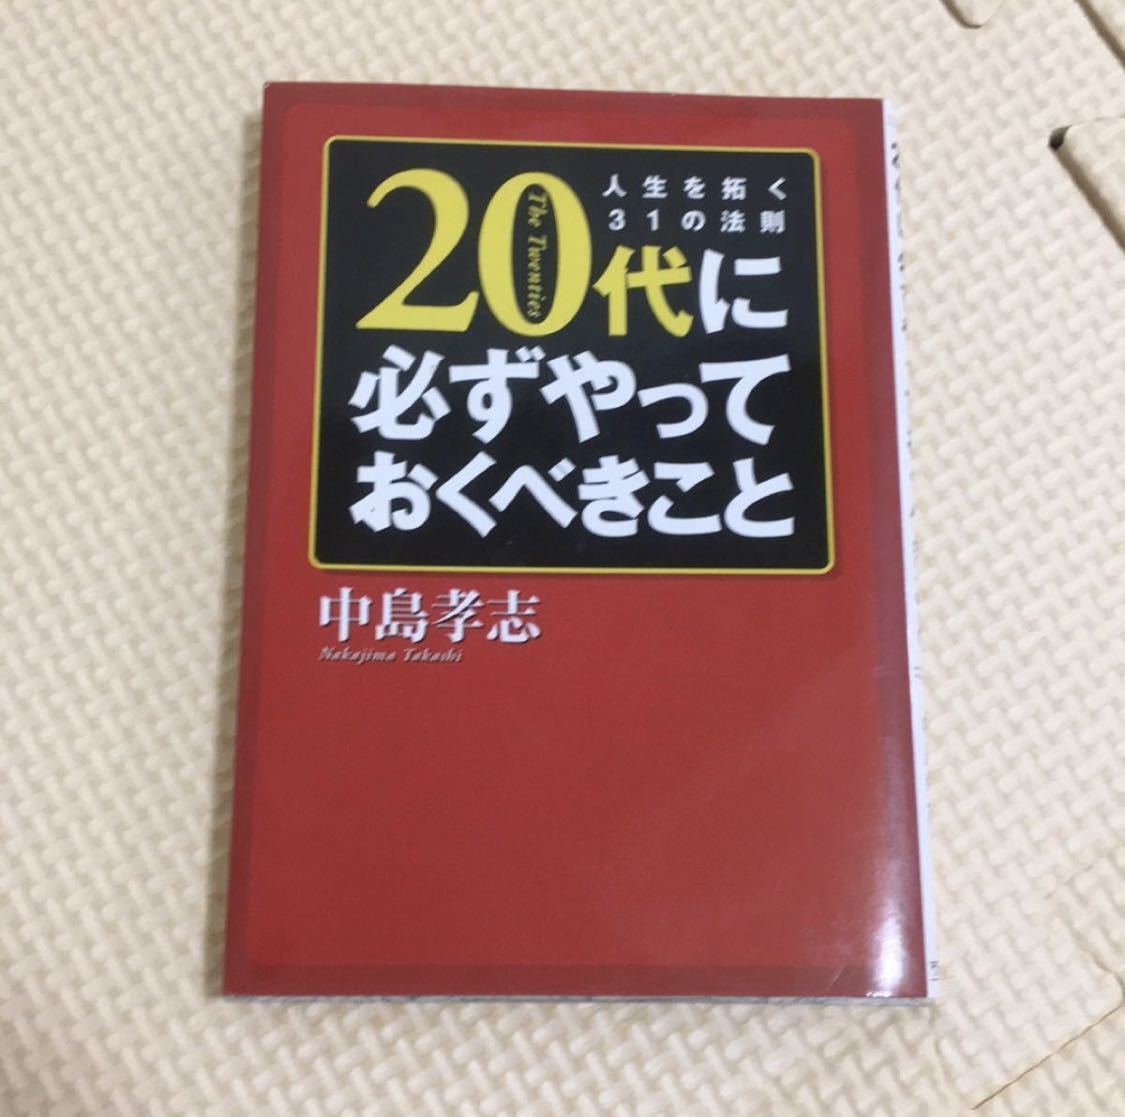 人生を拓く
31の法則
20代に
The Twenties
必ずやって
おくべきこと
中島孝志
Nakajima Takashi